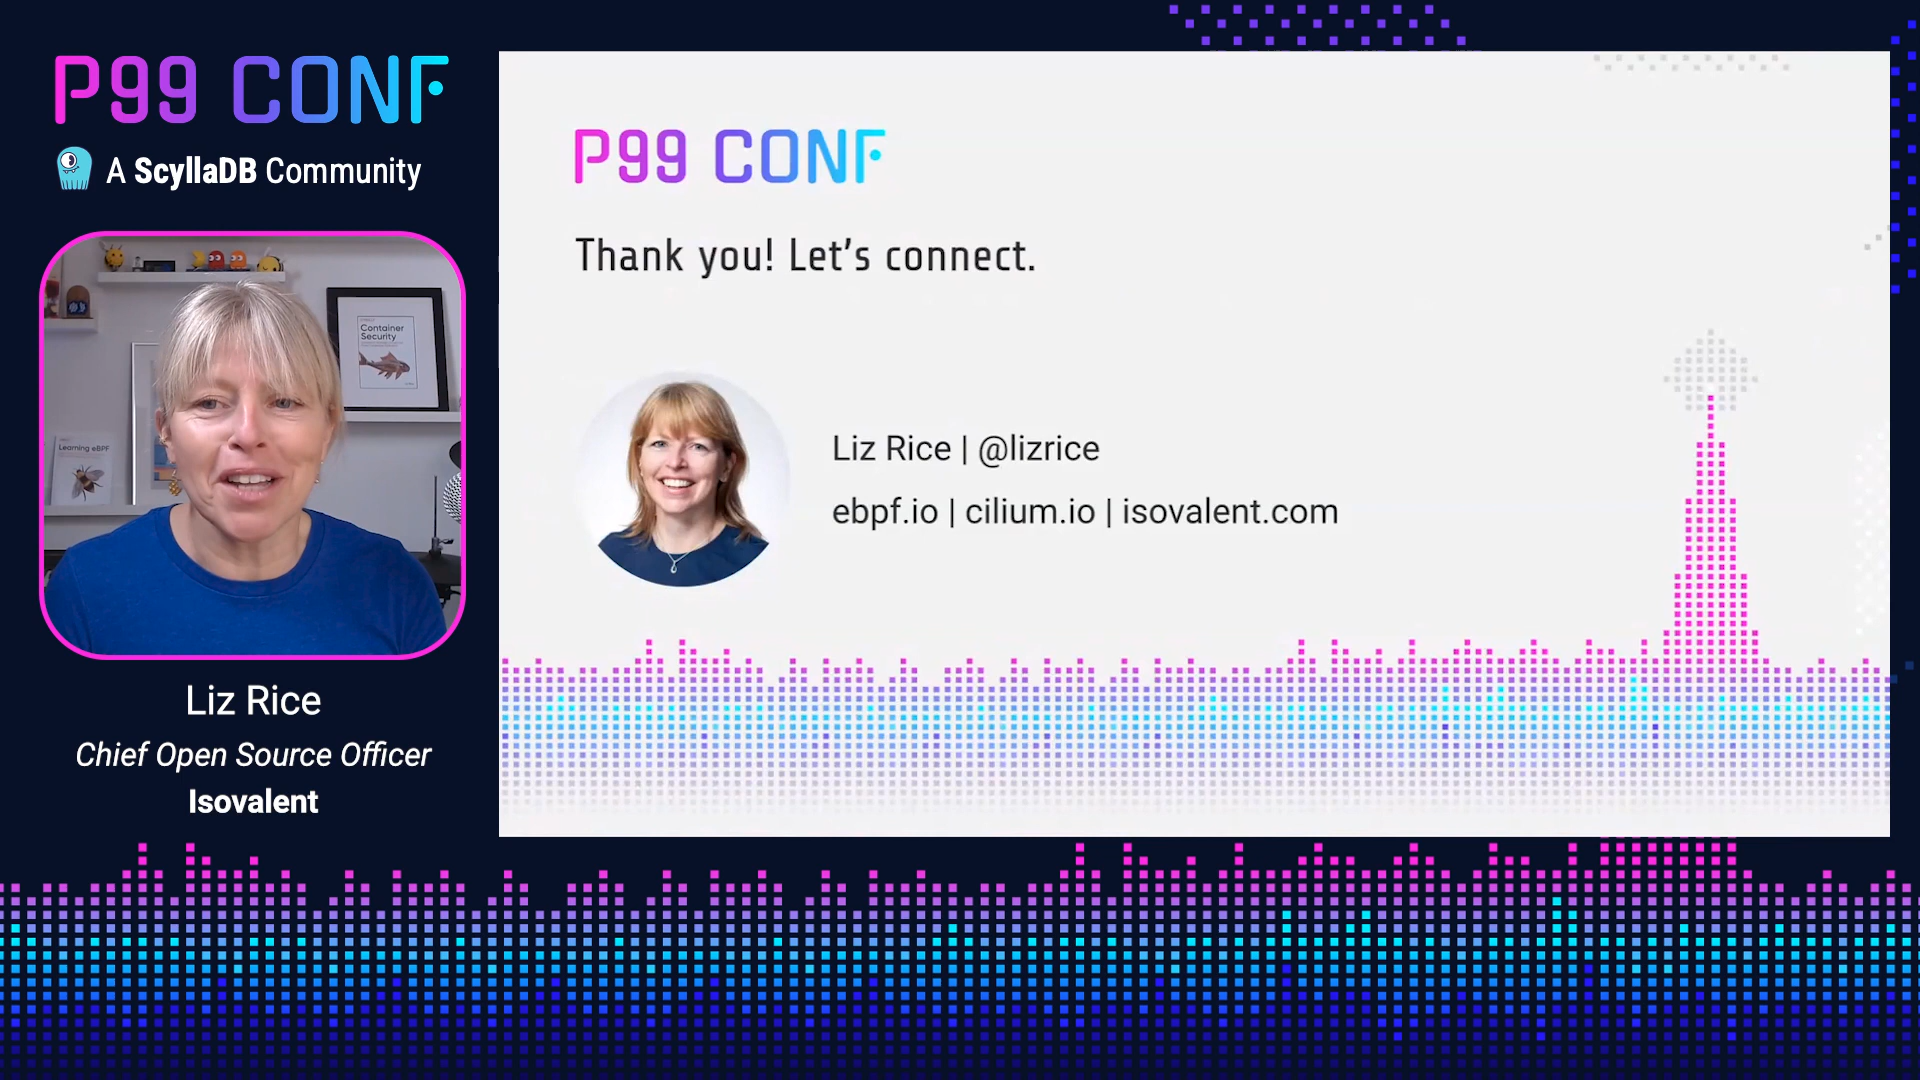 P99 CONF
A ScyllaDB Community
Container
Security
Learning eBPF
Liz Rice
Chief Open Source Officer
Isovalent
P99 CONF
Thank you! Let's connect.
Liz Rice | @lizrice
ebpf.io | cilium.io | isovalent.com